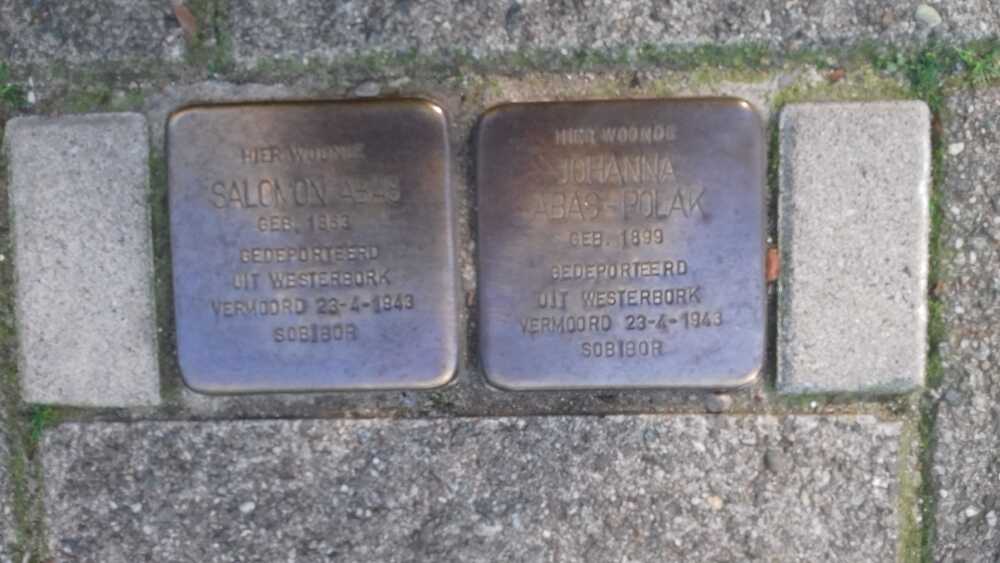 HIER WOONDE
SALOMON ABAS
GEB. 1883
GEDEPORTEERD
UIT WESTERBORK
VERMOORD 23-4-1943
SOBIBOR
HIER WOONDE
JOHANNA
ABAS-POLAK
GEB. 1899
GEDEPORTEERD
UIT WESTERBORK
VERMOORD 23-4-1943
SOBIBOR